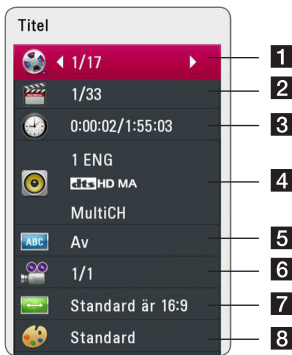 Titel
1/17 1
1/33 2
0:00:02/1:55:03 3
1 ENG
dts HD MA 4
MultiCH
ABC Av 5
1/1 6
Standard är 16:9 7
Standard 8